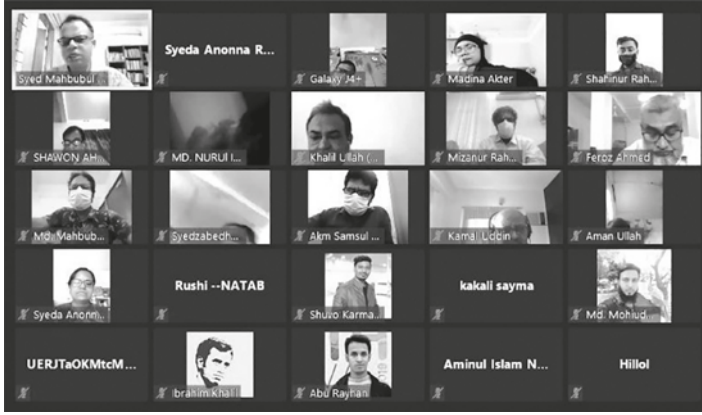 Syed Mahbubul ...
Syeda Anonna R...
Galaxy J4+
Madina Akter
Shahinur Rah...
SHAWON AH...
MD. NURUl I...
Khalil Ullah (...
Mizanur Rah...
Feroz Ahmed
Md. Mahbub...
Syedzabedh...
Akm Samsul ...
Kamal Uddin
Aman Ullah
Syeda Anonn...
Rushi --NATAB
Shuvo Karma...
kakali sayma
Md. Mohiud...
UERJTaOKMtcM...
Ibrahim Khalil
Abu Rayhan
Aminul Islam N...
Hillol